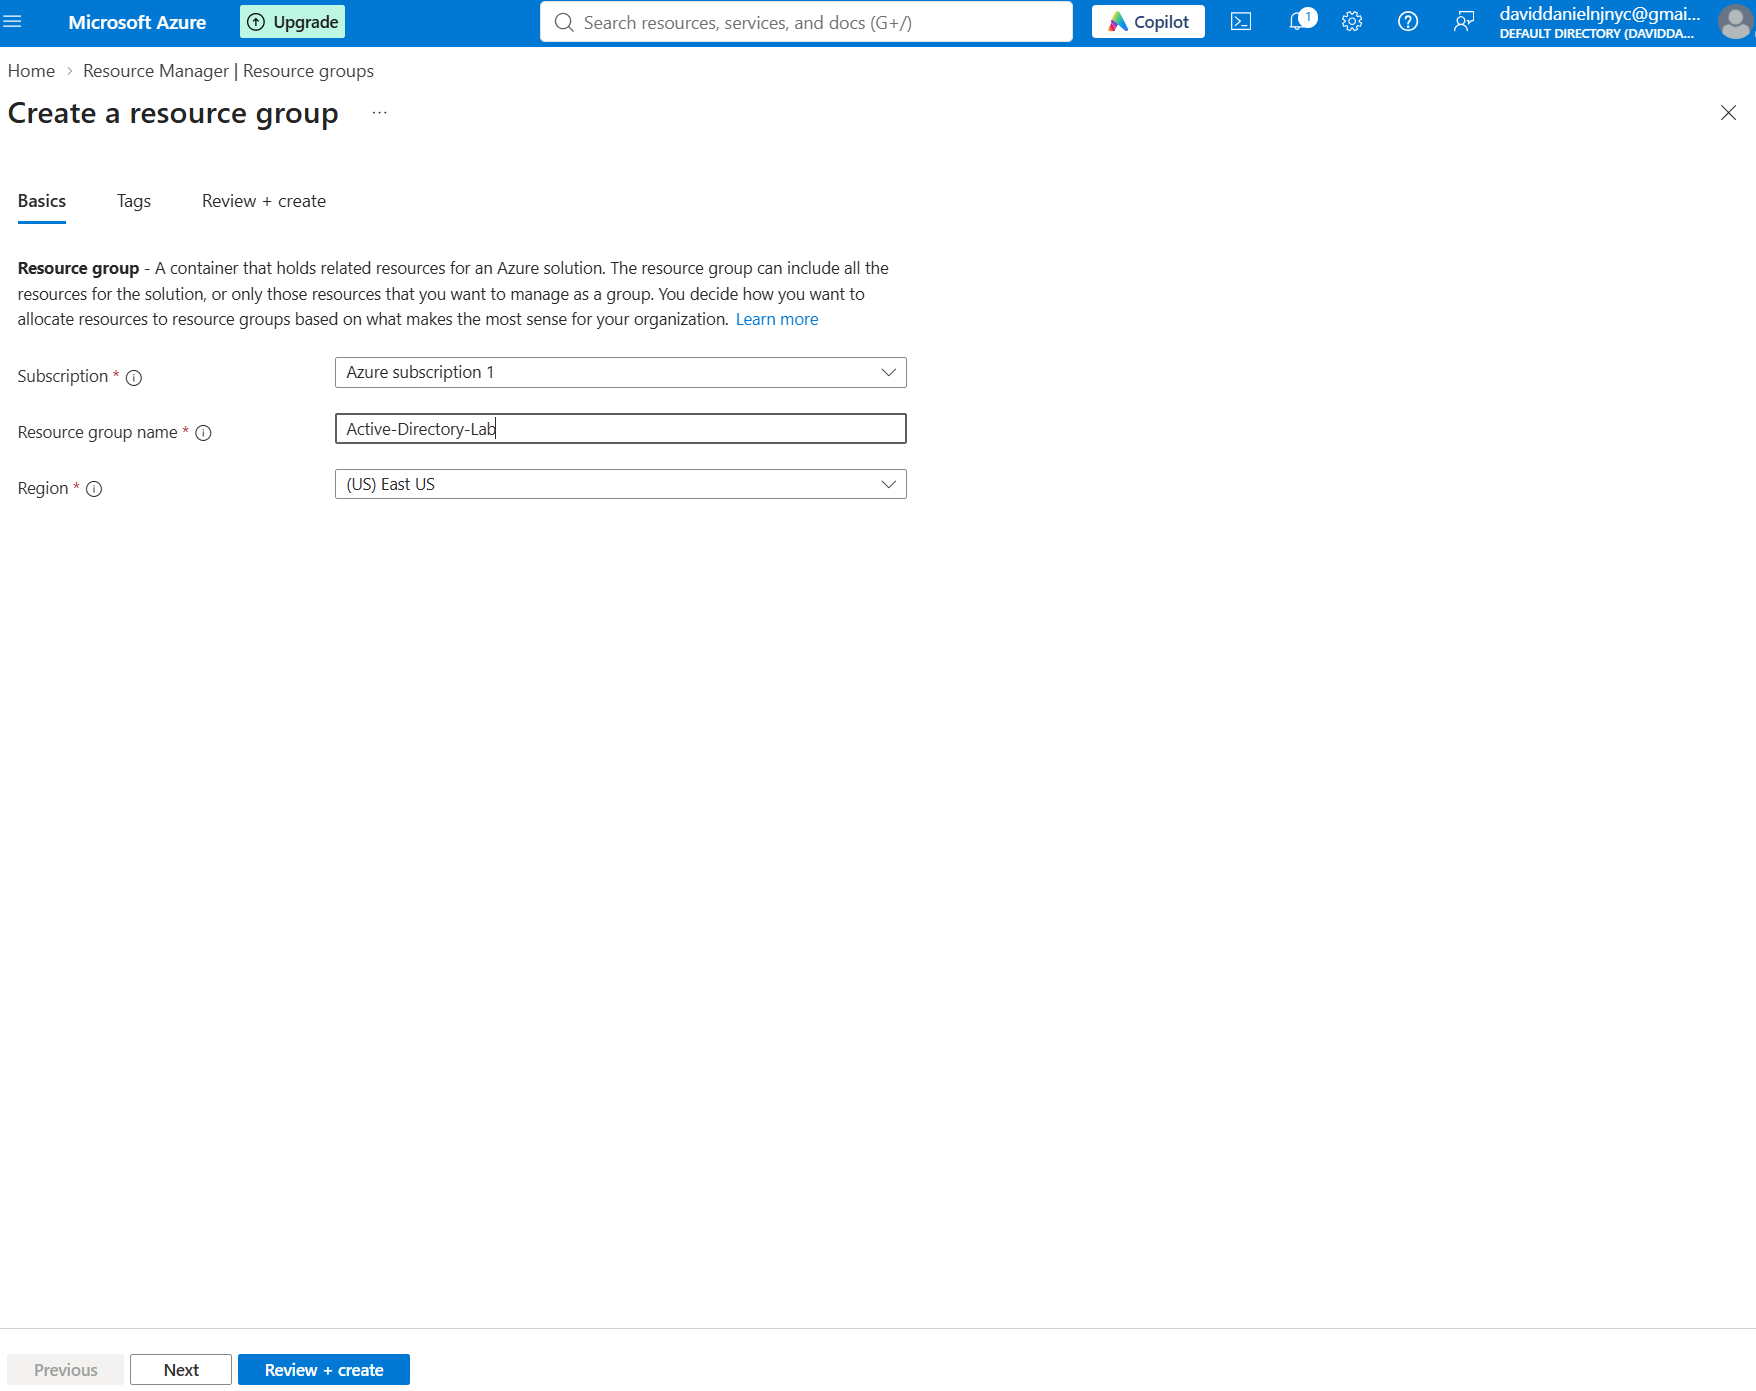 Microsoft Azure
Upgrade
Search resources, services, and docs (G+/)
Copilot
1
daviddanielnjnyc@gmai...
DEFAULT DIRECTORY (DAVIDDA...
Home > Resource Manager | Resource groups
Create a resource group ...
Basics
Tags
Review + create
Resource group - A container that holds related resources for an Azure solution. The resource group can include all the
resources for the solution, or only those resources that you want to manage as a group. You decide how you want to
allocate resources to resource groups based on what makes the most sense for your organization. Learn more
Subscription *
Azure subscription 1
Resource group name *
Active-Directory-Lab
Region *
(US) East US
Previous
Next
Review + create